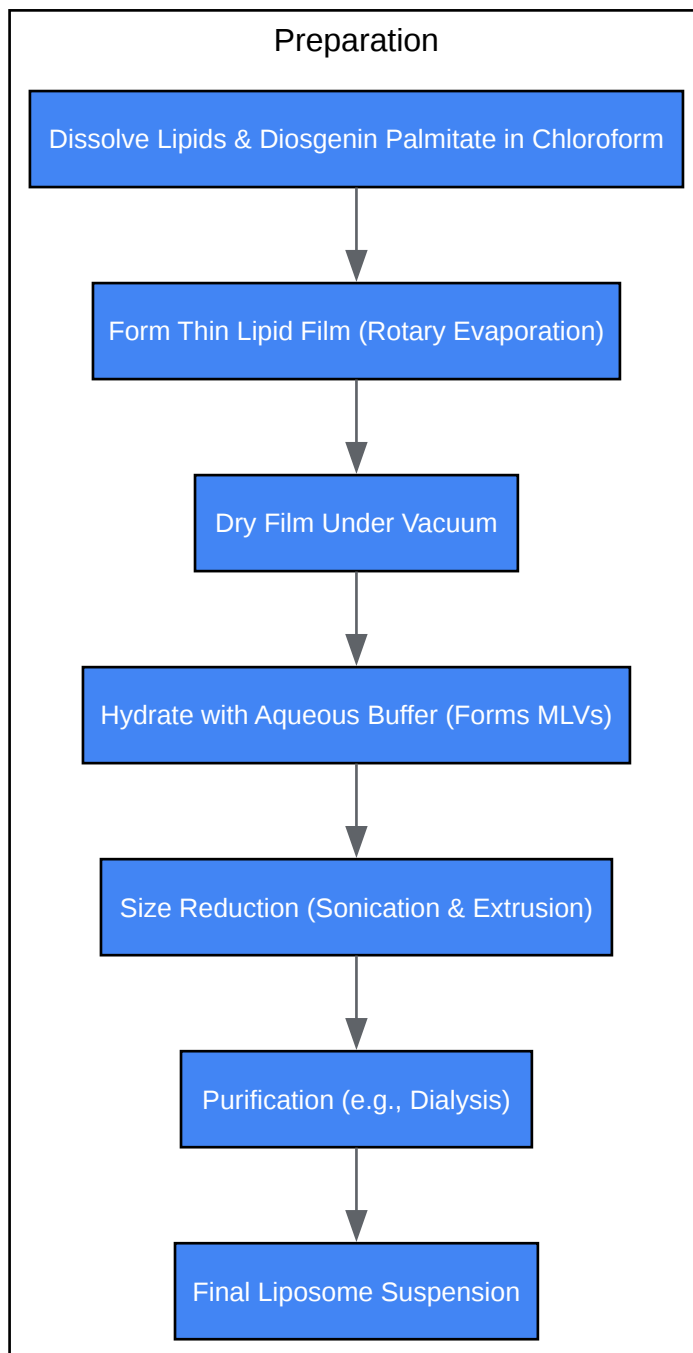 Preparation
Dissolve Lipids & Diosgenin Palmitate in Chloroform
Form Thin Lipid Film (Rotary Evaporation)
Dry Film Under Vacuum
Hydrate with Aqueous Buffer (Forms MLVs)
Size Reduction (Sonication & Extrusion)
Purification (e.g., Dialysis)
Final Liposome Suspension